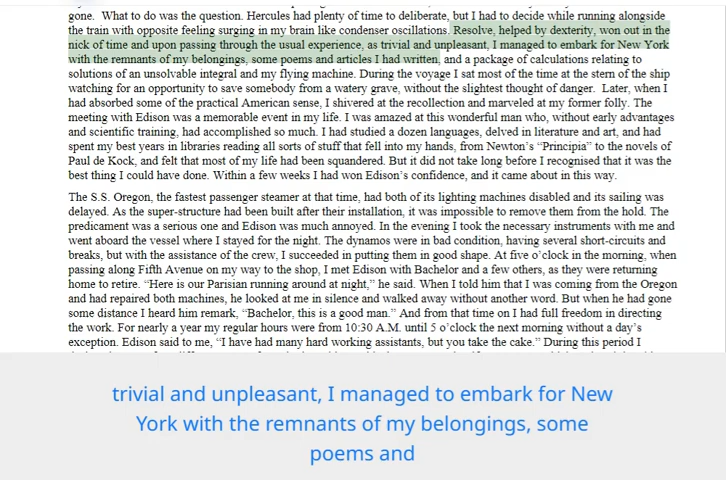 gone. What to do was the question. Hercules had plenty of time to deliberate, but I had to decide while running alongside
the train with opposite feeling surging in my brain like condenser oscillations. Resolve, helped by dexterity, won out in the
nick of time and upon passing through the usual experience, as trivial and unpleasant, I managed to embark for New York
with the remnants of my belongings, some poems and articles I had written, and a package of calculations relating to
solutions of an unsolvable integral and my flying machine. During the voyage I sat most of the time at the stern of the ship
watching for an opportunity to save somebody from a watery grave, without the slightest thought of danger. Later, when I
had absorbed some of the practical American sense, I shivered at the recollection and marveled at my former folly. The
meeting with Edison was a memorable event in my life. I was amazed at this wonderful man who, without early advantages
and scientific training, had accomplished so much. I had studied a dozen languages, delved in literature and art, and had
spent my best years in libraries reading all sorts of stuff that fell into my hands, from Newton's “Principia” to the novels of
Paul de Kock, and felt that most of my life had been squandered. But it did not take long before I recognised that it was the
best thing I could have done. Within a few weeks I had won Edison's confidence, and it came about in this way.
The S.S. Oregon, the fastest passenger steamer at that time, had both of its lighting machines disabled and its sailing was
delayed. As the super-structure had been built after their installation, it was impossible to remove them from the hold. The
predicament was a serious one and Edison was much annoyed. In the evening I took the necessary instruments with me and
went aboard the vessel where I stayed for the night. The dynamos were in bad condition, having several short-circuits and
breaks, but with the assistance of the crew, I succeeded in putting them in good shape. At five o'clock in the morning, when
passing along Fifth Avenue on my way to the shop, I met Edison with Bachelor and a few others, as they were returning
home to retire. “Here is our Parisian running around at night,” he said. When I told him that I was coming from the Oregon
and had repaired both machines, he looked at me in silence and walked away without another word. But when he had gone
some distance I heard him remark, “Bachelor, this is a good man.” And from that time on I had full freedom in directing
the work. For nearly a year my regular hours were from 10:30 A.M. until 5 o'clock the next morning without a day's
exception. Edison said to me, “I have had many hard working assistants, but you take the cake.” During this period I
trivial and unpleasant, I managed to embark for New
York with the remnants of my belongings, some
poems and